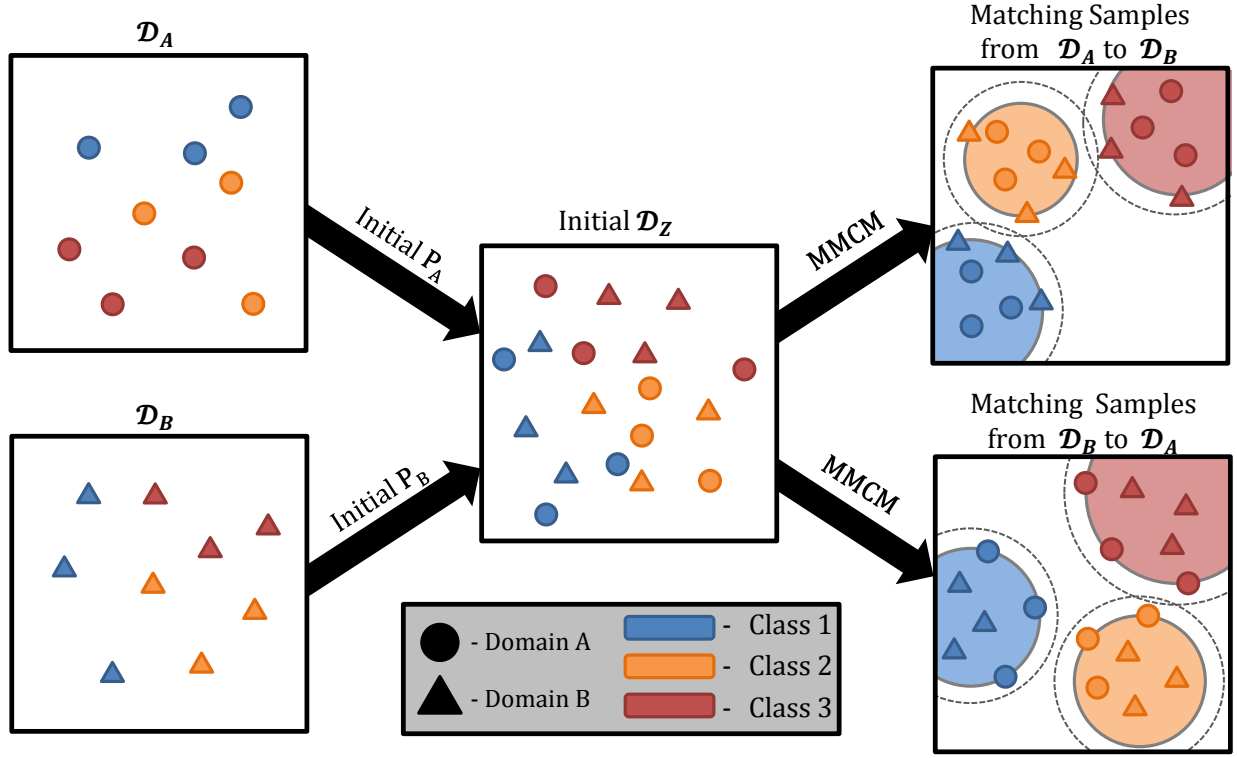 𝓓_A
Initial P_A
𝓓_B
Initial P_B
Initial 𝓓_Z
MMCM
MMCM
Matching Samples
from 𝓓_A to 𝓓_B
Matching Samples
from 𝓓_B to 𝓓_A
- Domain A
- Domain B
- Class 1
- Class 2
- Class 3